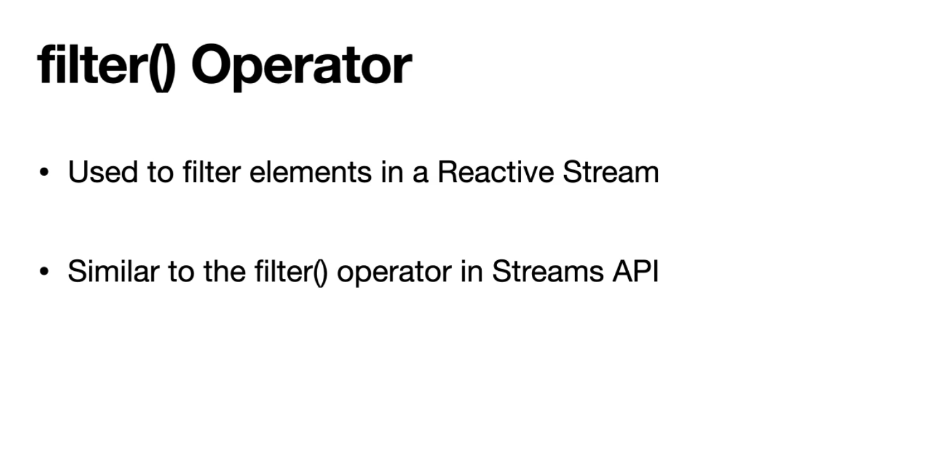 filter() Operator
• Used to filter elements in a Reactive Stream
• Similar to the filter() operator in Streams API